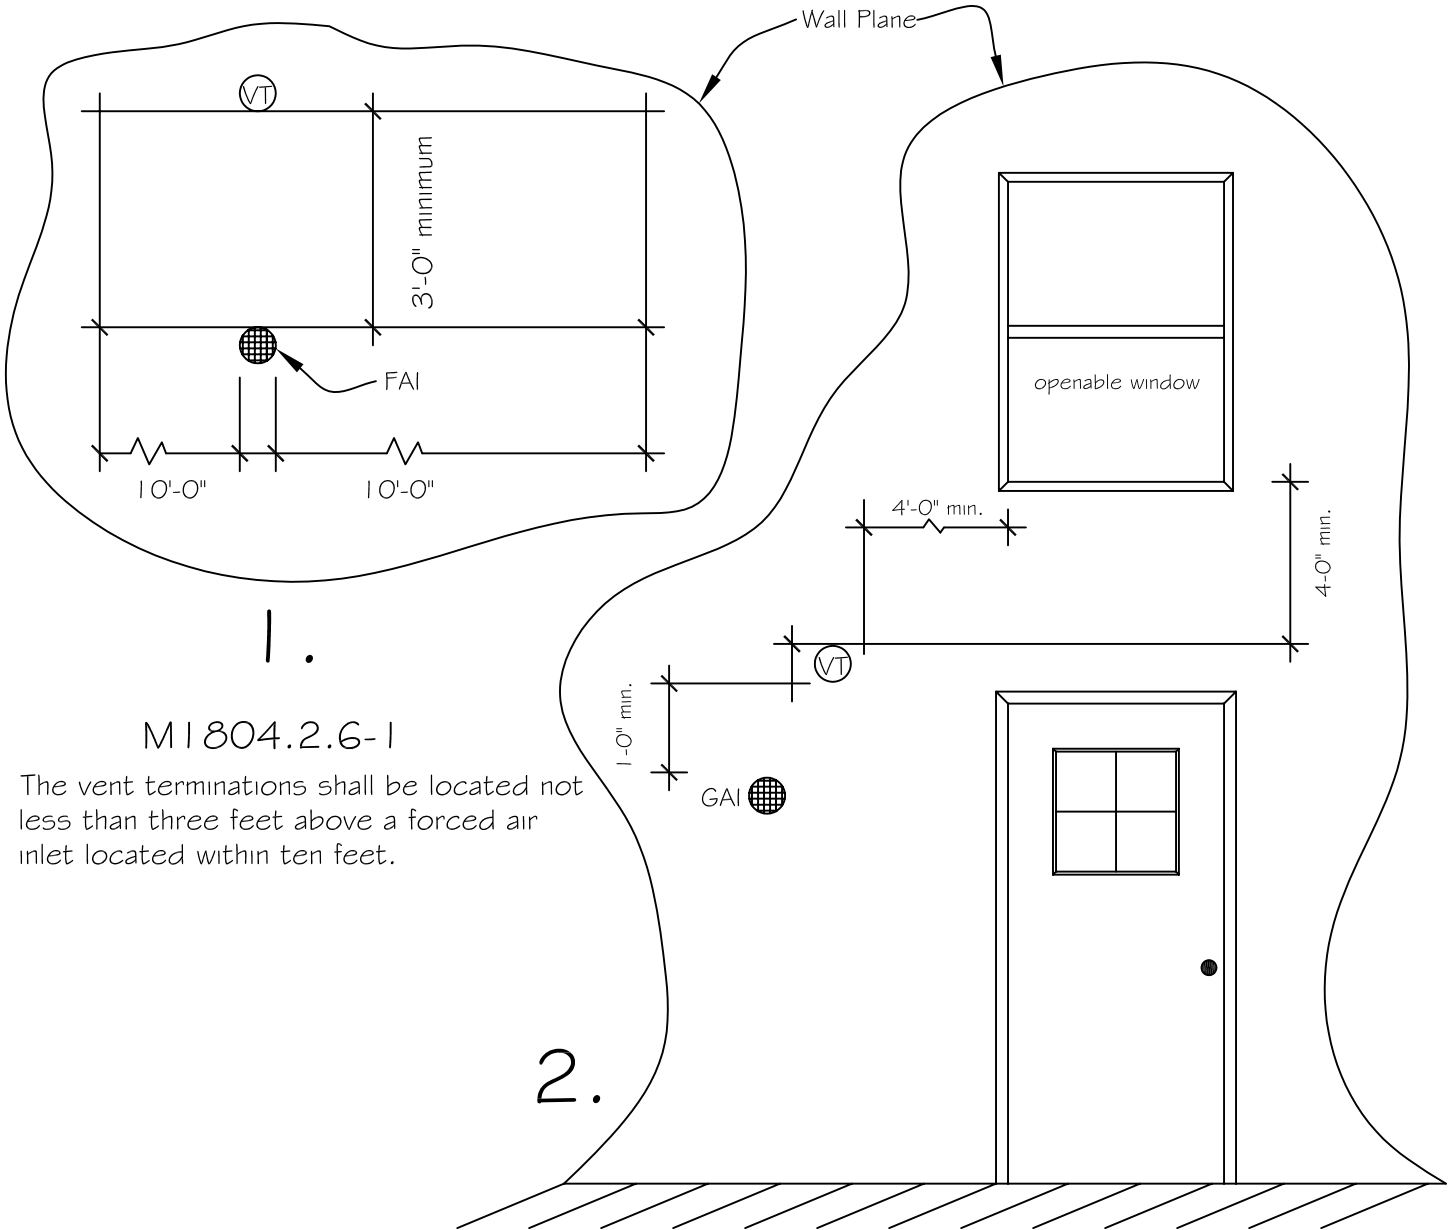 Wall Plane
VT
3'-0" minimum
FAI
10'-0"
10'-0"
1.
M1804.2.6-1
The vent terminations shall be located not
less than three feet above a forced air
inlet located within ten feet.
openable window
4'-0" min.
4-0" min.
VT
1-0" min.
GAI
2.